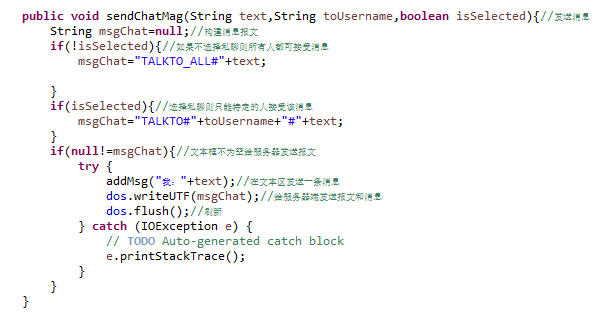 public void sendChatMag(String text,String toUsername,boolean isSelected){//发送消息
String msgChat=null;//构建消息报文
if(!isSelected){//如果不选择私聊则所有人都可接受消息
msgChat="TALKTO_ALL#"+text;
}
if(isSelected){//选择私聊则只能特定的人接受该消息
msgChat="TALKTO#"+toUsername+"#"+text;
}
if(null!=msgChat){//文本框不为空给服务器发送报文
try {
addMsg("我："+text);//在文本区发送一条消息
dos.writeUTF(msgChat);//给服务器端发送报文和消息
dos.flush();//刷新
} catch (IOException e) {
// TODO Auto-generated catch block
e.printStackTrace();
}
}
}